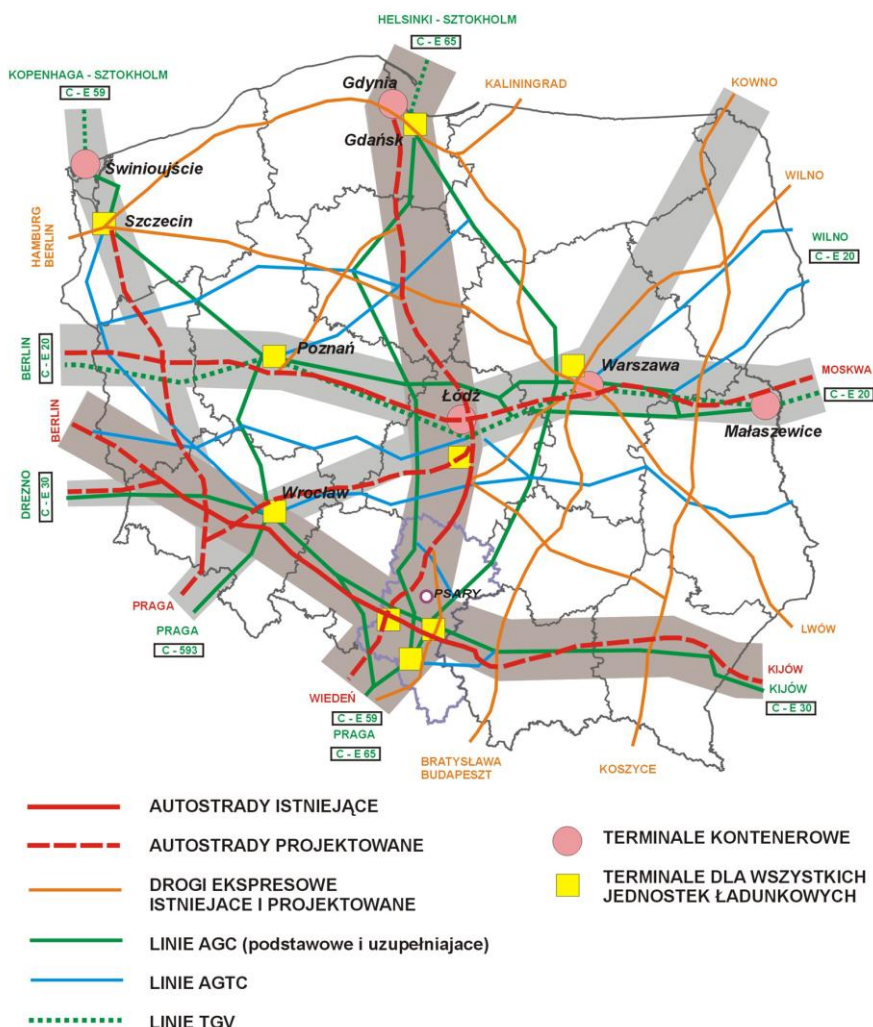 HELSINKI - SZTOKHOLM
C - E 65
KOPENHAGA - SZTOKHOLM
C - E 59
Gdynia
KALININGRAD
KOWNO
Gdańsk
Świnioujście
WILNO
Szczecin
HAMBURG
BERLIN
WILNO
C - E 20
BERLIN
C - E 20
Poznań
Warszawa
MOSKWA
C - E 20
Łódź
Małaszewice
BERLIN
DREZNO
C - E 30
Wrocław
PRAGA
PSARY
LWÓW
PRAGA
C - 593
KIJÓW
WIEDEŃ
KIJÓW
C - E 30
C - E 59
PRAGA
C - E 65
BRATYSŁAWA
BUDAPESZT
KOSZYCE
AUTOSTRADY ISTNIEJĄCE
AUTOSTRADY PROJEKTOWANE
DROGI EKSPRESOWE
ISTNIEJACE I PROJEKTOWANE
LINIE AGC (podstawowe i uzupełniajace)
LINIE AGTC
LINIE TGV
TERMINALE KONTENEROWE
TERMINALE DLA WSZYSTKICH
JEDNOSTEK ŁADUNKOWYCH